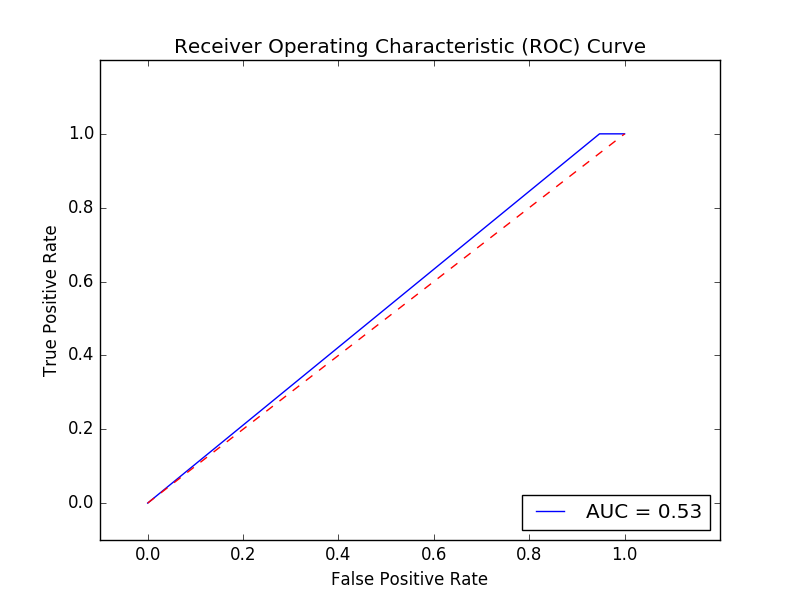 Receiver Operating Characteristic (ROC) Curve
True Positive Rate
1.0
0.8
0.6
0.4
0.2
0.0
AUC = 0.53
0.0 0.2 0.4 0.6 0.8 1.0
False Positive Rate